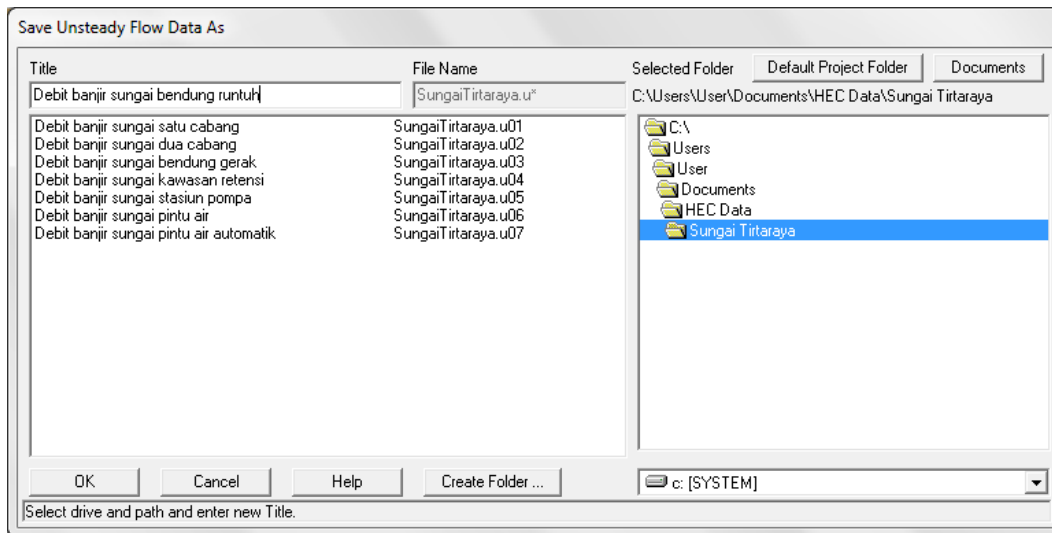 Save Unsteady Flow Data As
Title File Name Selected Folder Default Project Folder Documents
Debit banjir sungai bendung runtuh SungaiTirtaraya.u* C:\Users\User\Documents\HEC Data\Sungai Tirtaraya
Debit banjir sungai satu cabang SungaiTirtaraya.u01
Debit banjir sungai dua cabang SungaiTirtaraya.u02
Debit banjir sungai bendung gerak SungaiTirtaraya.u03
Debit banjir sungai kawasan retensi SungaiTirtaraya.u04
Debit banjir sungai stasiun pompa SungaiTirtaraya.u05
Debit banjir sungai pintu air SungaiTirtaraya.u06
Debit banjir sungai pintu air automatik SungaiTirtaraya.u07
C:\
Users
User
Documents
HEC Data
Sungai Tirtaraya
OK Cancel Help Create Folder ... c: [SYSTEM]
Select drive and path and enter new Title.